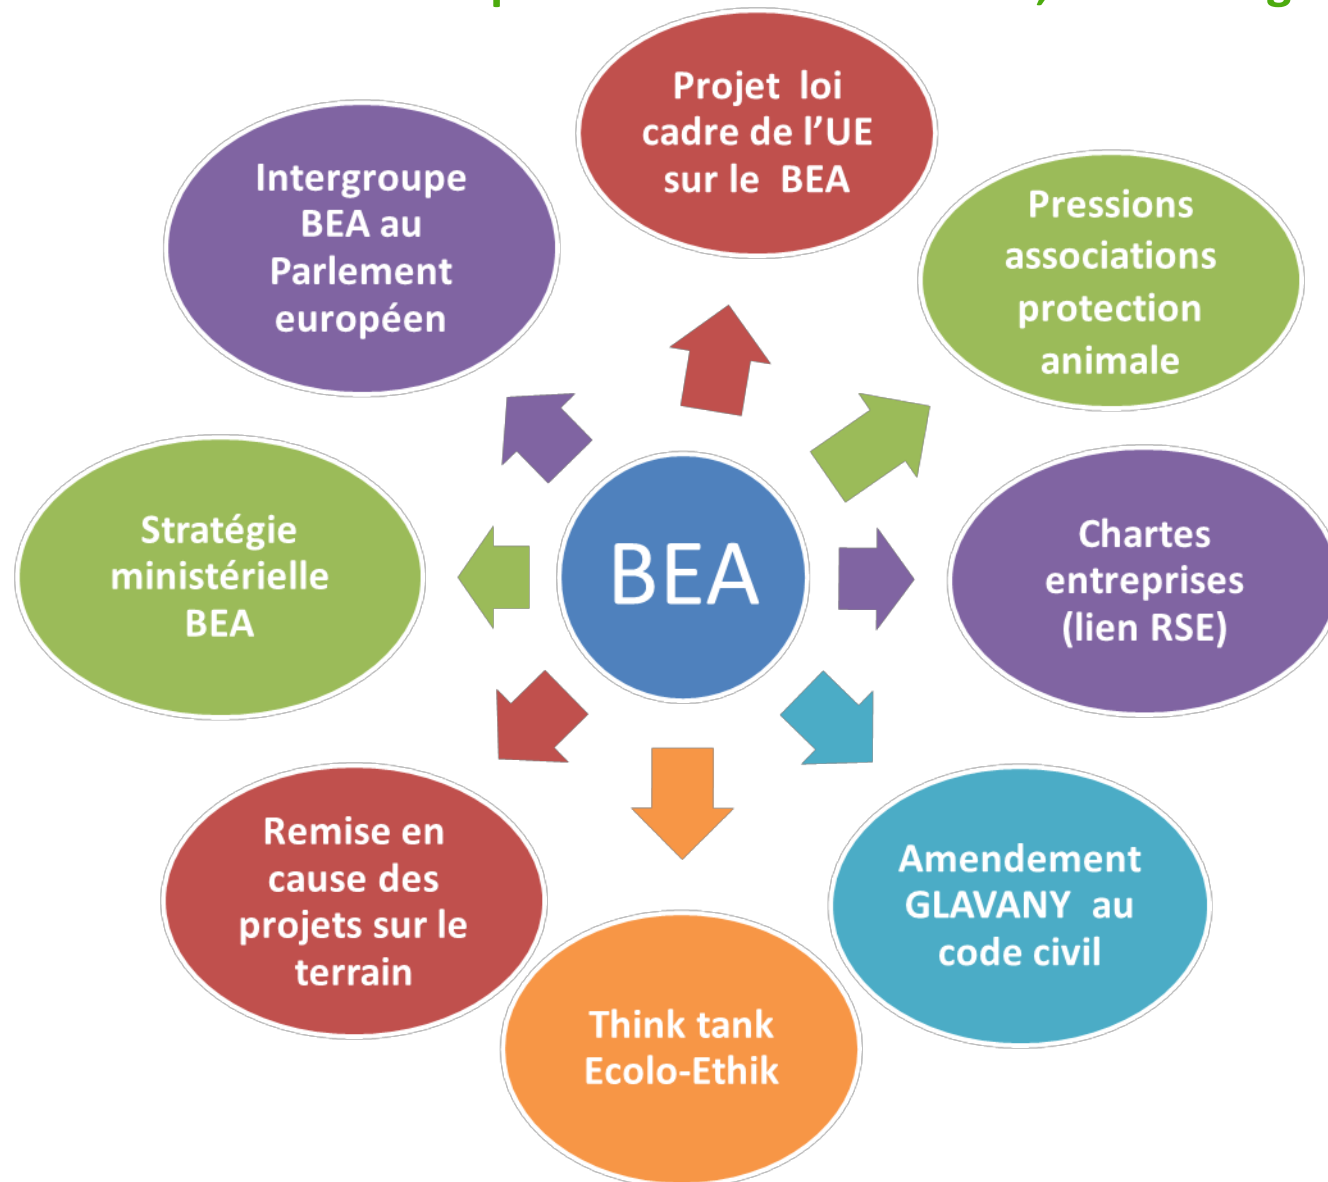 Projet loi
cadre de l'UE
sur le BEA
Intergroupe
BEA au
Parlement
européen
Pressions
associations
protection
animale
Stratégie
ministérielle
BEA
BEA
Chartes
entreprises
(lien RSE)
Remise en
cause des
projets sur le
terrain
Amendement
GLAVANY au
code civil
Think tank
Ecolo-Ethik